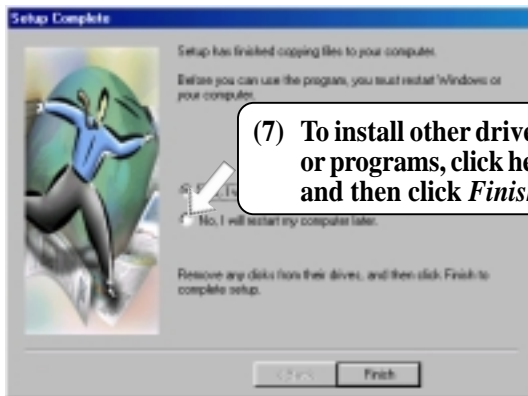 Setup Complete
Setup has finished copying files to your computer.
Before you can use the program, you must restart Windows or
your computer.
(7) To install other drive
or programs, click he
and then click Finish
No, I will restart my computer later.
Remove any disks from their drives, and then click Finish to
complete setup.
< Back
Finish